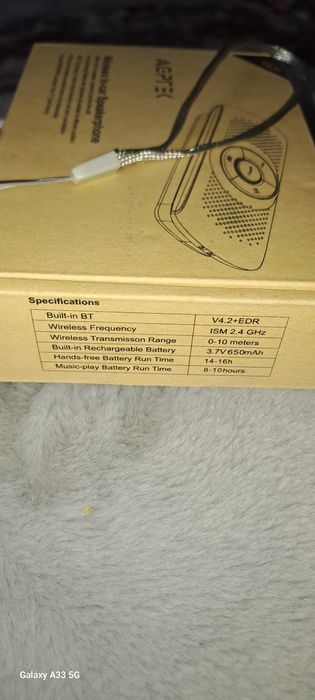 AGPTEK
Wireless In-car Speakerphone
Specifications
Built-in BT V4.2+EDR
Wireless Frequency ISM 2.4 GHz
Wireless Transmisson Range 0-10 meters
Built-in Rechargeable Battery 3.7V 650mAh
Hands-free Battery Run Time 14-16h
Music-play Battery Run Time 8-10hours
Galaxy A33 5G